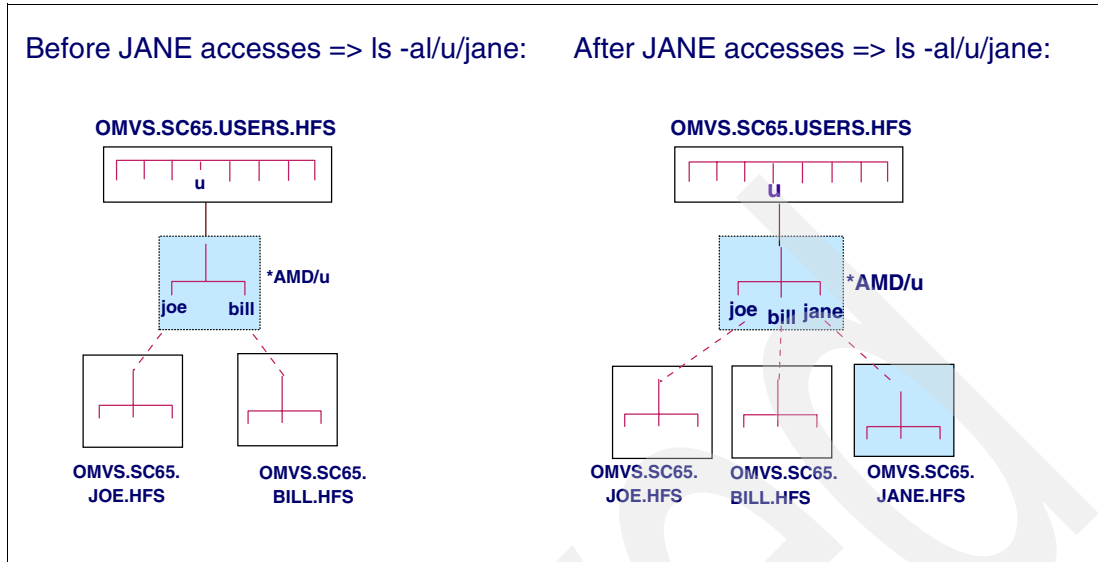 Before JANE accesses => ls -al/u/jane:
After JANE accesses => ls -al/u/jane:
OMVS.SC65.USERS.HFS
u
*AMD/u
joe
bill
OMVS.SC65.
JOE.HFS
OMVS.SC65.
BILL.HFS
OMVS.SC65.USERS.HFS
u
*AMD/u
joe
bill
jane
OMVS.SC65.
JOE.HFS
OMVS.SC65.
BILL.HFS
OMVS.SC65.
JANE.HFS